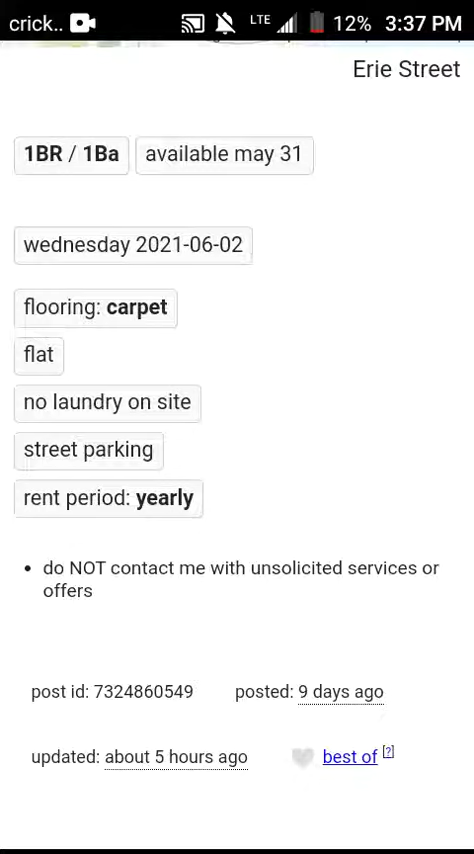 crick.. LTE 12% 3:37 PM
Erie Street
1BR / 1Ba available may 31
wednesday 2021-06-02
flooring: carpet
flat
no laundry on site
street parking
rent period: yearly
• do NOT contact me with unsolicited services or
offers
post id: 7324860549 posted: 9 days ago
updated: about 5 hours ago best of [?]